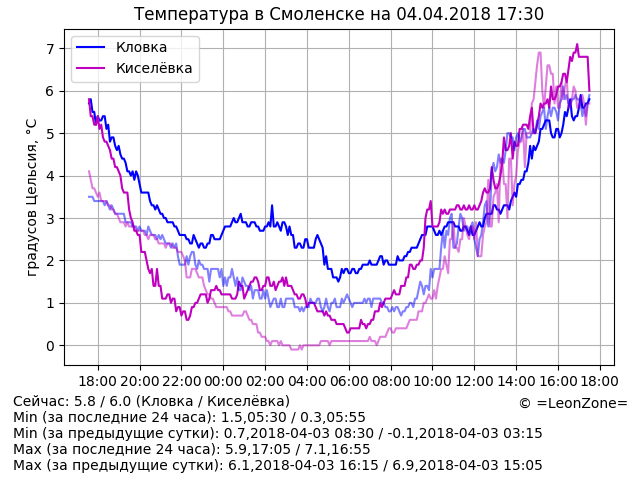 Температура в Смоленске на 04.04.2018 17:30
Кловка
Киселёвка
градусов Цельсия, °C
7
6
5
4
3
2
1
0
18:00 20:00 22:00 00:00 02:00 04:00 06:00 08:00 10:00 12:00 14:00 16:00 18:00
Сейчас: 5.8 / 6.0 (Кловка / Киселёвка)
© =LeonZone=
Min (за последние 24 часа): 1.5,05:30 / 0.3,05:55
Min (за предыдущие сутки): 0.7,2018-04-03 08:30 / -0.1,2018-04-03 03:15
Max (за последние 24 часа): 5.9,17:05 / 7.1,16:55
Max (за предыдущие сутки): 6.1,2018-04-03 16:15 / 6.9,2018-04-03 15:05